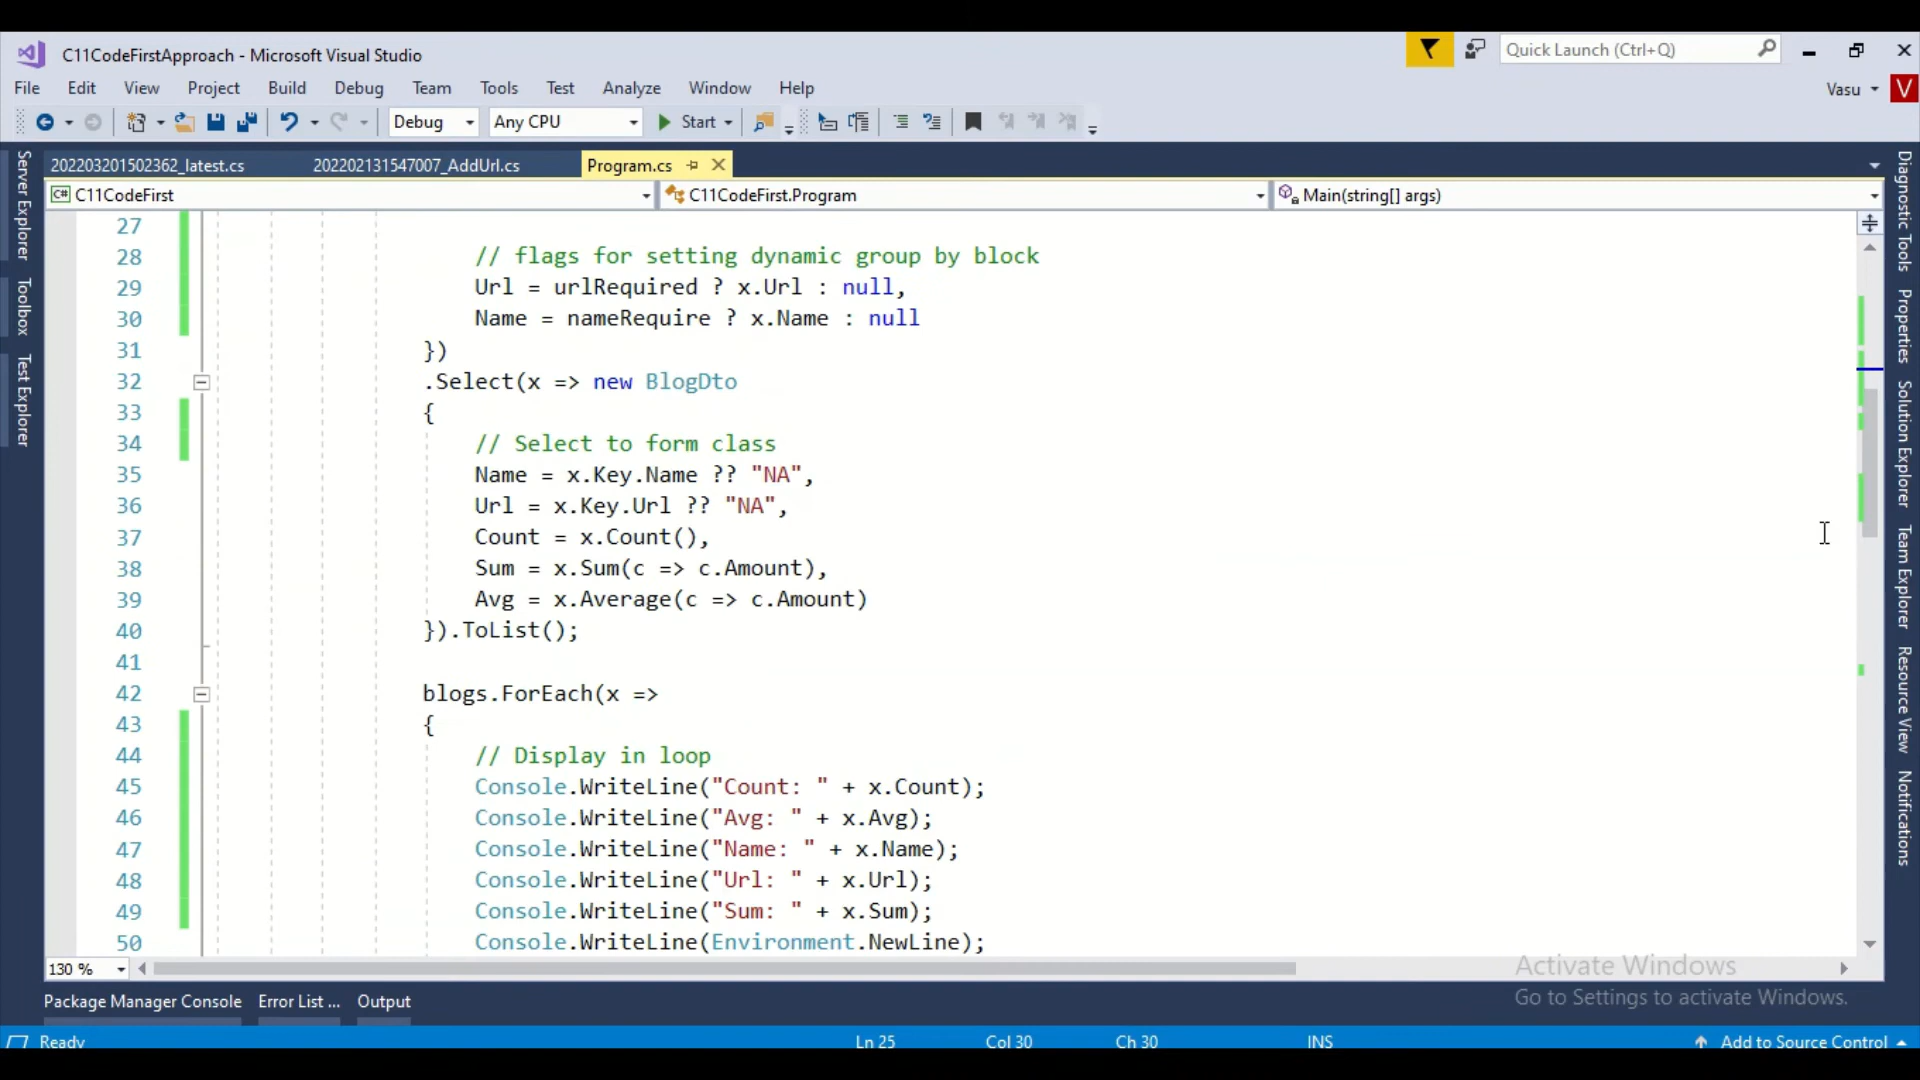 C11CodeFirstApproach - Microsoft Visual Studio
Quick Launch (Ctrl+Q)
File Edit View Project Build Debug Team Tools Test Analyze Window Help
Vasu V
Debug Any CPU Start
202203201502362_latest.cs 202202131547007_AddUrl.cs Program.cs
C# C11CodeFirst C11CodeFirst.Program Main(string[] args)
27
28 // flags for setting dynamic group by block
29 Url = urlRequired ? x.Url : null,
30 Name = nameRequire ? x.Name : null
31 })
32 .Select(x => new BlogDto
33 {
34 // Select to form class
35 Name = x.Key.Name ?? "NA",
36 Url = x.Key.Url ?? "NA",
37 Count = x.Count(),
38 Sum = x.Sum(c => c.Amount),
39 Avg = x.Average(c => c.Amount)
40 }).ToList();
41
42 blogs.ForEach(x =>
43 {
44 // Display in loop
45 Console.WriteLine("Count: " + x.Count);
46 Console.WriteLine("Avg: " + x.Avg);
47 Console.WriteLine("Name: " + x.Name);
48 Console.WriteLine("Url: " + x.Url);
49 Console.WriteLine("Sum: " + x.Sum);
50 Console.WriteLine(Environment.NewLine);
130 %
Server Explorer
Toolbox
Test Explorer
Diagnostic Tools
Properties
Solution Explorer
Team Explorer
Resource View
Notifications
Activate Windows
Go to Settings to activate Windows.
Package Manager Console Error List ... Output
Ready Ln 25 Col 30 Ch 30 INS Add to Source Control